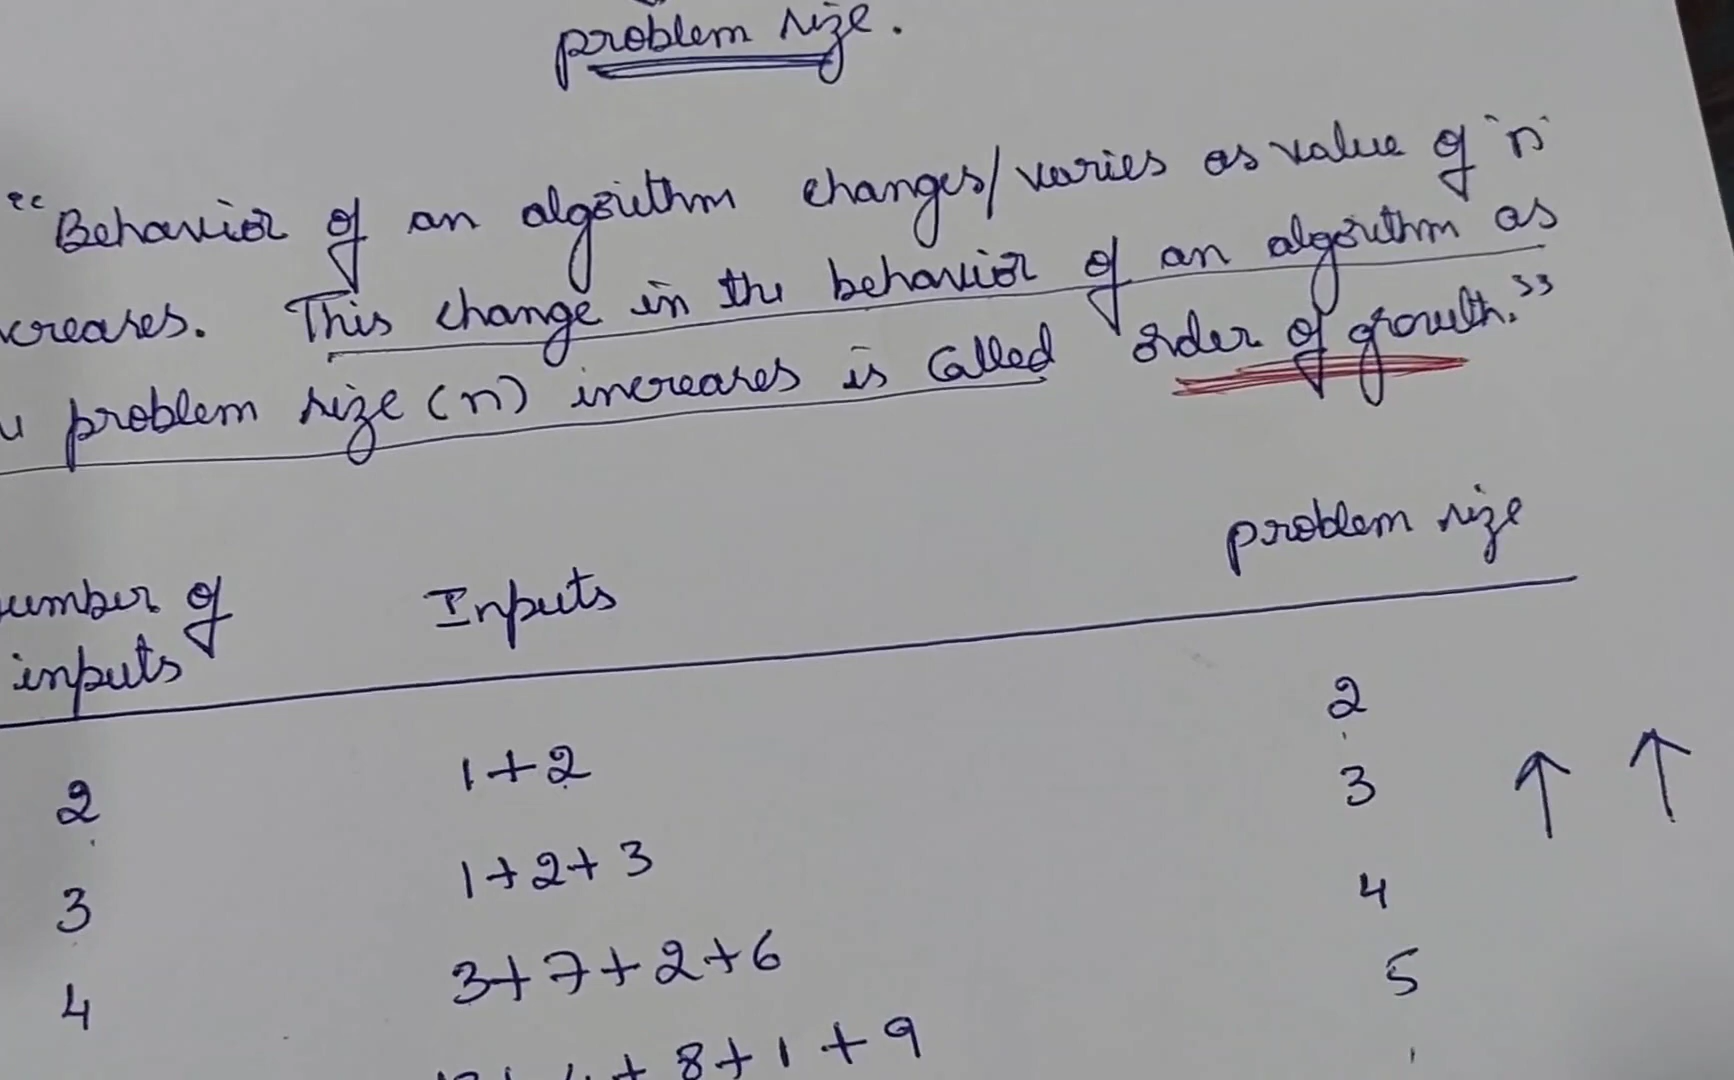 problem size.
“Behavior of an algorithm changes/varies as value of 'n'
creases. This change in the behavior of an algorithm as
problem size (n) increases is called 'order of growth.”
umber of Inputs problem size
inputs
2 1+2 2
3 1+2+3 3 ↑ ↑
4 3+7+2+6 4
8+1+9 5